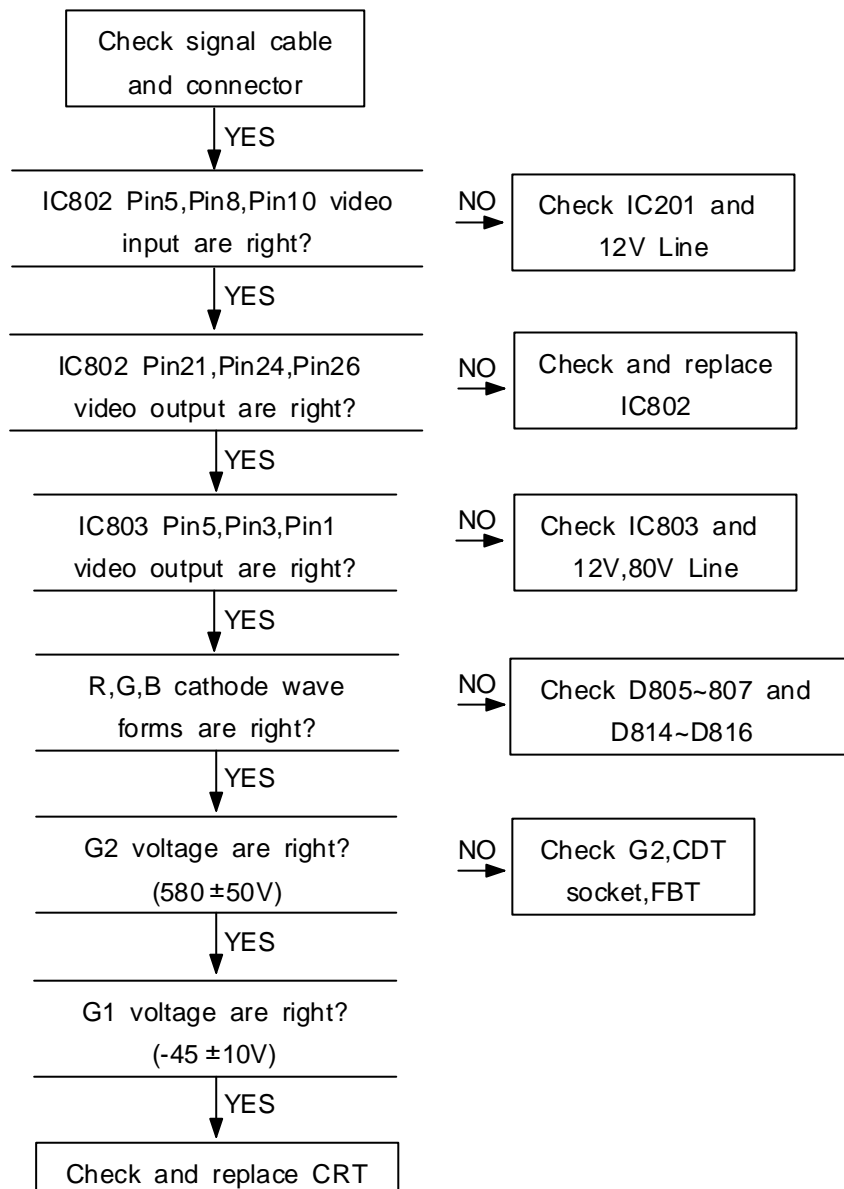 Check signal cable
and connector
YES
IC802 Pin5,Pin8,Pin10 video
input are right?
NO
Check IC201 and
12V Line
YES
IC802 Pin21,Pin24,Pin26
video output are right?
NO
Check and replace
IC802
YES
IC803 Pin5,Pin3,Pin1
video output are right?
NO
Check IC803 and
12V,80V Line
YES
R,G,B cathode wave
forms are right?
NO
Check D805~807 and
D814~D816
YES
G2 voltage are right?
(580±50V)
NO
Check G2,CDT
socket,FBT
YES
G1 voltage are right?
(-45±10V)
YES
Check and replace CRT